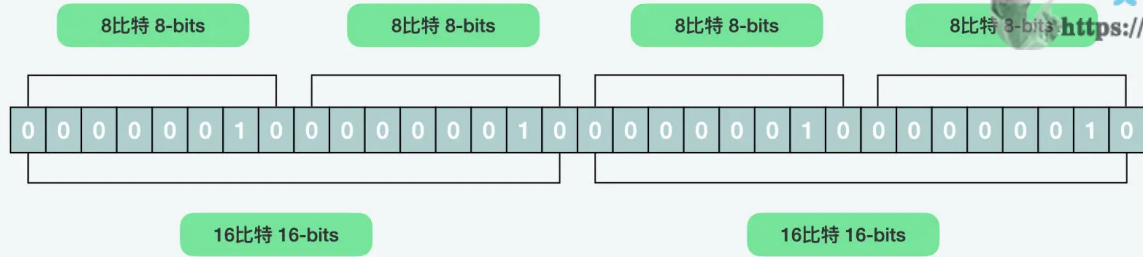 8比特 8-bits 8比特 8-bits 8比特 8-bits 8比特 8-bits https://
0 0 0 0 0 0 1 0 0 0 0 0 0 0 1 0 0 0 0 0 0 0 1 0 0 0 0 0 0 0 1 0
16比特 16-bits 16比特 16-bits